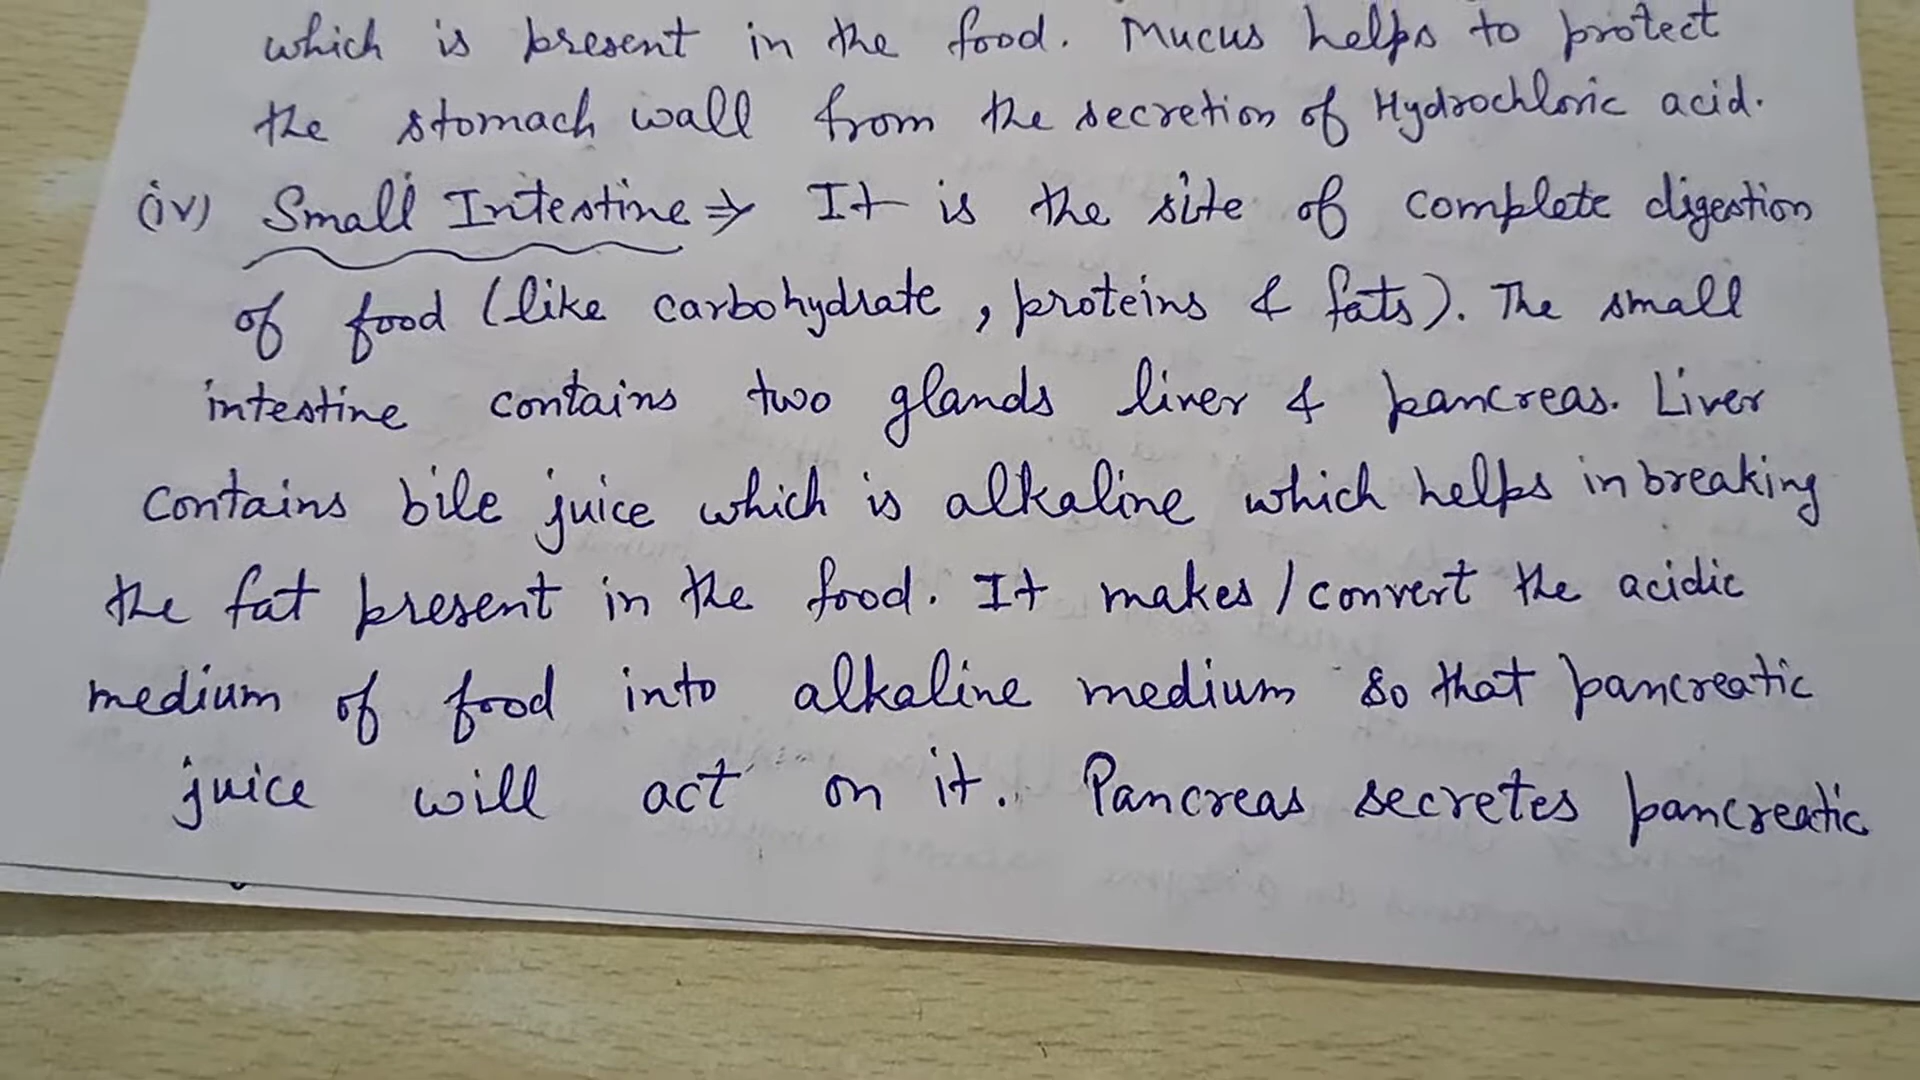 which is present in the food. Mucus helps to protect
the stomach wall from the secretion of Hydrochloric acid.
(iv) Small Intestine ⇒ It is the site of complete digestion
of food (like carbohydrate, proteins & fats). The small
intestine contains two glands liver & pancreas. Liver
contains bile juice which is alkaline which helps in breaking
the fat present in the food. It makes/convert the acidic
medium of food into alkaline medium so that pancreatic
juice will act on it. Pancreas secretes pancreatic